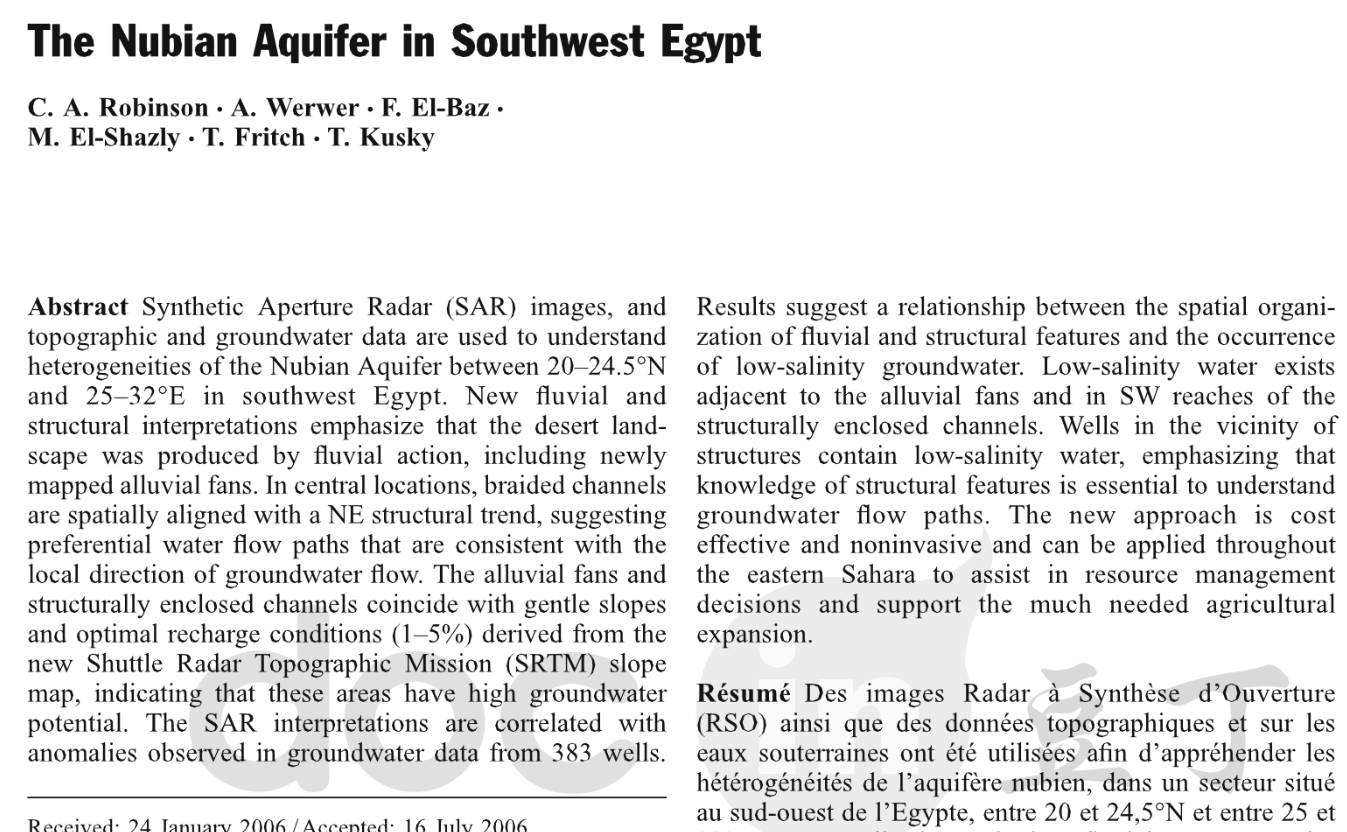 The Nubian Aquifer in Southwest Egypt
C. A. Robinson · A. Werwer · F. El-Baz ·
M. El-Shazly · T. Fritch · T. Kusky
Abstract Synthetic Aperture Radar (SAR) images, and
topographic and groundwater data are used to understand
heterogeneities of the Nubian Aquifer between 20–24.5°N
and 25–32°E in southwest Egypt. New fluvial and
structural interpretations emphasize that the desert land-
scape was produced by fluvial action, including newly
mapped alluvial fans. In central locations, braided channels
are spatially aligned with a NE structural trend, suggesting
preferential water flow paths that are consistent with the
local direction of groundwater flow. The alluvial fans and
structurally enclosed channels coincide with gentle slopes
and optimal recharge conditions (1–5%) derived from the
new Shuttle Radar Topographic Mission (SRTM) slope
map, indicating that these areas have high groundwater
potential. The SAR interpretations are correlated with
anomalies observed in groundwater data from 383 wells.
Received: 24 January 2006 / Accepted: 16 July 2006
Results suggest a relationship between the spatial organi-
zation of fluvial and structural features and the occurrence
of low-salinity groundwater. Low-salinity water exists
adjacent to the alluvial fans and in SW reaches of the
structurally enclosed channels. Wells in the vicinity of
structures contain low-salinity water, emphasizing that
knowledge of structural features is essential to understand
groundwater flow paths. The new approach is cost
effective and noninvasive and can be applied throughout
the eastern Sahara to assist in resource management
decisions and support the much needed agricultural
expansion.
Résumé Des images Radar à Synthèse d'Ouverture
(RSO) ainsi que des données topographiques et sur les
eaux souterraines ont été utilisées afin d'appréhender les
hétérogénéités de l'aquifère nubien, dans un secteur situé
au sud-ouest de l'Egypte, entre 20 et 24,5°N et entre 25 et
docin 豆丁